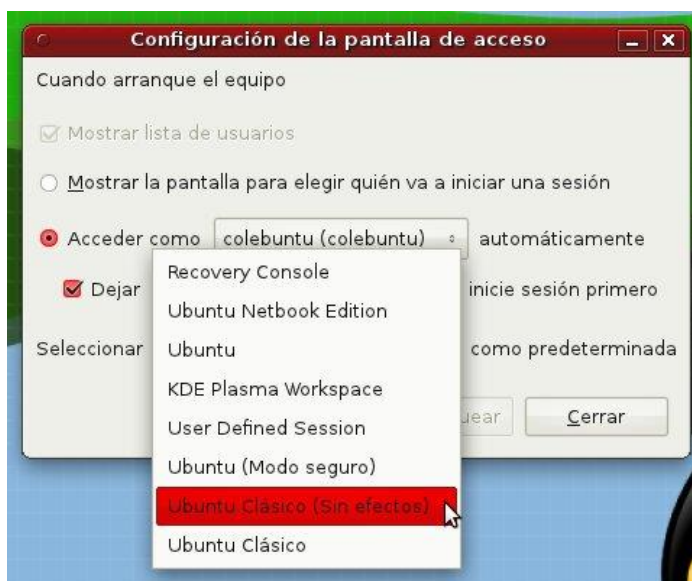 Configuración de la pantalla de acceso
Cuando arranque el equipo
Mostrar lista de usuarios
Mostrar la pantalla para elegir quién va a iniciar una sesión
Acceder como colebuntu (colebuntu) automáticamente
Dejar inicie sesión primero
Seleccionar como predeterminada
Recovery Console
Ubuntu Netbook Edition
Ubuntu
KDE Plasma Workspace
User Defined Session
Ubuntu (Modo seguro)
Ubuntu Clásico (Sin efectos)
Ubuntu Clásico
Cerrar